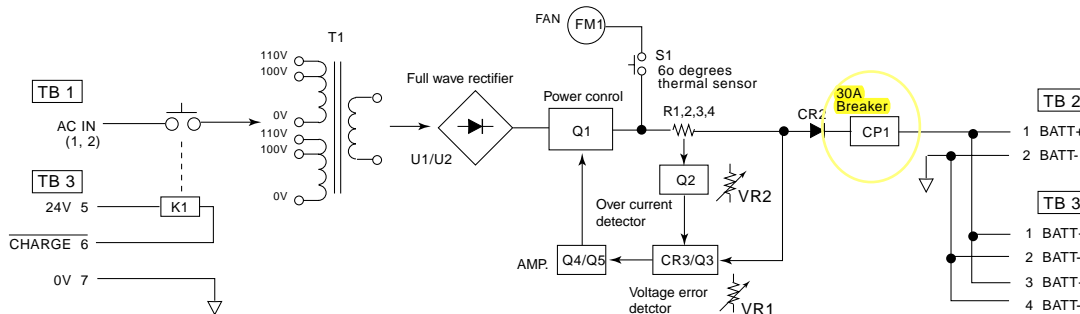 TB 1
AC IN
(1, 2)
TB 3
24V 5
K1
CHARGE 6
0V 7
T1
110V
100V
0V
110V
100V
0V
Full wave rectifier
U1/U2
FAN
FM1
S1
6o degrees
thermal sensor
Power conrol
Q1
R1,2,3,4
Q2
VR2
Over current
detector
AMP.
Q4/Q5
CR3/Q3
Voltage error
detctor
VR1
CR2
30A
Breaker
CP1
TB 2
1 BATT+
2 BATT-
TB 3
1 BATT-
2 BATT-
3 BATT-
4 BATT-